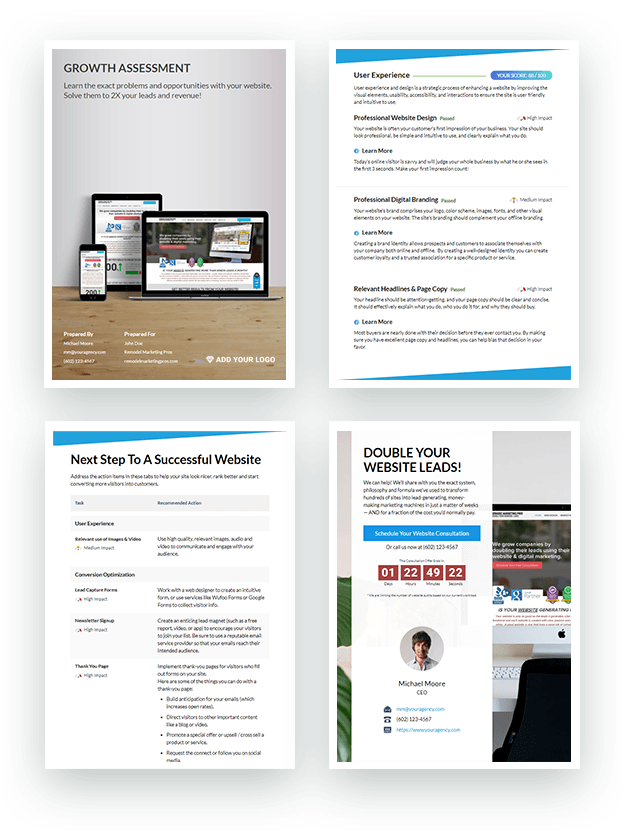 GROWTH ASSESSMENT
Learn the exact problems and opportunities with your website.
Solve them to 2X your leads and revenue!
Prepared By
Michael Moore
mm@youragency.com
(602) 123-4567
Prepared For
John Doe
Remodel Marketing Pros
remodelmarketingpros.com
ADD YOUR LOGO
User Experience
YOUR SCORE: 88 / 100
User experience and design is a strategic process of enhancing a website by improving the
visual elements, usability, accessibility, and interactions to ensure the site is user friendly
and intuitive to use.
Professional Website Design Passed
High Impact
Your website is often your customer's first impression of your business. Your site should
look professional, be simple and intuitive to use, and clearly explain what you do.
Learn More
Today's online visitor is savvy and will judge your whole business by what he or she sees in
the first 3 seconds. Make your first impression count!
Professional Digital Branding Passed
Medium Impact
Your website's brand comprises your logo, color scheme, images, fonts, and other visual
elements on your website. The site's branding should complement your offline branding.
Learn More
Creating a brand identity allows prospects and customers to associate themselves with
your company both online and offline. By creating a well-designed identity you can create
customer loyalty and a trusted association for a specific product or service.
Relevant Headlines & Page Copy Passed
High Impact
Your headline should be attention-getting, and your page copy should be clear and concise.
It should effectively explain what you do, who you do it for, and why they should buy.
Learn More
Most buyers are nearly done with their decision before they ever contact you. By making
sure you have excellent page copy and headlines, you can help bias that decision in your
favor.
Next Step To A Successful Website
Address the action items in these tabs to help your site look nicer, rank better and start
converting more visitors into customers.
Task
Recommended Action
User Experience
Relevant use of Images & Video
Medium Impact
Use high quality, relevant images, audio and
video to communicate and engage with your
audience.
Conversion Optimization
Lead Capture Forms
High Impact
Work with a web designer to create an intuitive
form, or use services like Wufoo Forms or Google
Forms to collect visitor info.
Newsletter Signup
High Impact
Create an enticing lead magnet (such as a free
report, video, or app) to encourage your visitors
to join your list. Be sure to use a reputable email
service provider so that your emails reach their
intended audience.
Thank You Page
High Impact
Implement thank-you pages for visitors who fill
out forms on your site.
Here are some of the things you can do with a
thank-you page:
• Build anticipation for your emails (which
increases open rates).
• Direct visitors to other important content
like a blog or video.
• Promote a special offer or upsell / cross sell a
product or service.
• Request the connect or follow you on social
media.
DOUBLE YOUR
WEBSITE LEADS!
We can help! We'll share with you the exact system,
philosophy and formula we've used to transform
hundreds of sites into lead-generating, money-
making marketing machines in just a matter of weeks
— AND for a fraction of the cost you'd normally pay.
Schedule Your Website Consultation
Or call us now at (602) 123-4567
The Consultation Offer Ends In
01 22 49 22
Days Hours Minutes Seconds
Michael Moore
CEO
mm@youragency.com
(602) 123-4567
https://www.youragency.com
We grow companies by
doubling their leads using their
website & digital marketing.
IS YOUR WEBSITE GENERATING